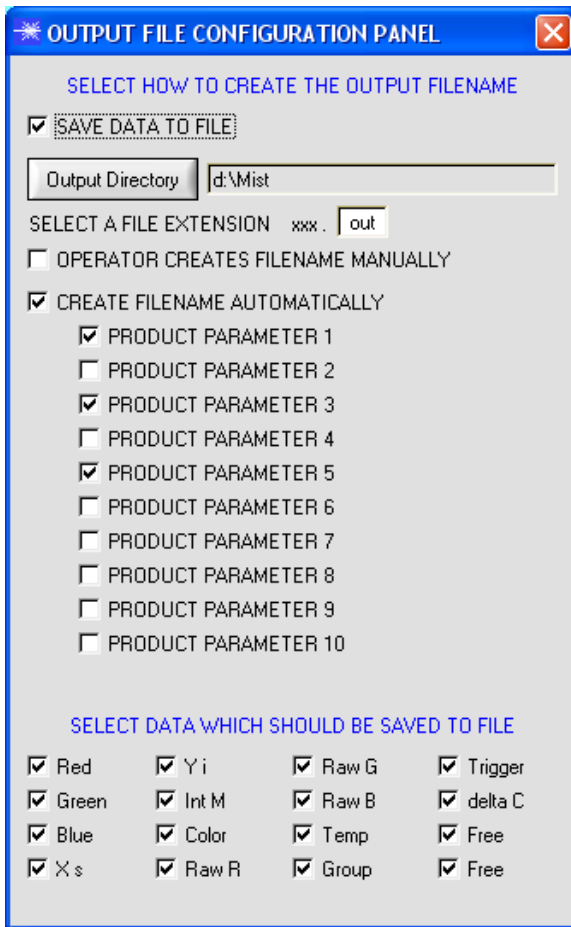 OUTPUT FILE CONFIGURATION PANEL
SELECT HOW TO CREATE THE OUTPUT FILENAME
SAVE DATA TO FILE
Output Directory d:\Mist
SELECT A FILE EXTENSION xxx . out
OPERATOR CREATES FILENAME MANUALLY
CREATE FILENAME AUTOMATICALLY
PRODUCT PARAMETER 1
PRODUCT PARAMETER 2
PRODUCT PARAMETER 3
PRODUCT PARAMETER 4
PRODUCT PARAMETER 5
PRODUCT PARAMETER 6
PRODUCT PARAMETER 7
PRODUCT PARAMETER 8
PRODUCT PARAMETER 9
PRODUCT PARAMETER 10
SELECT DATA WHICH SHOULD BE SAVED TO FILE
Red Y i Raw G Trigger
Green Int M Raw B delta C
Blue Color Temp Free
X s Raw R Group Free